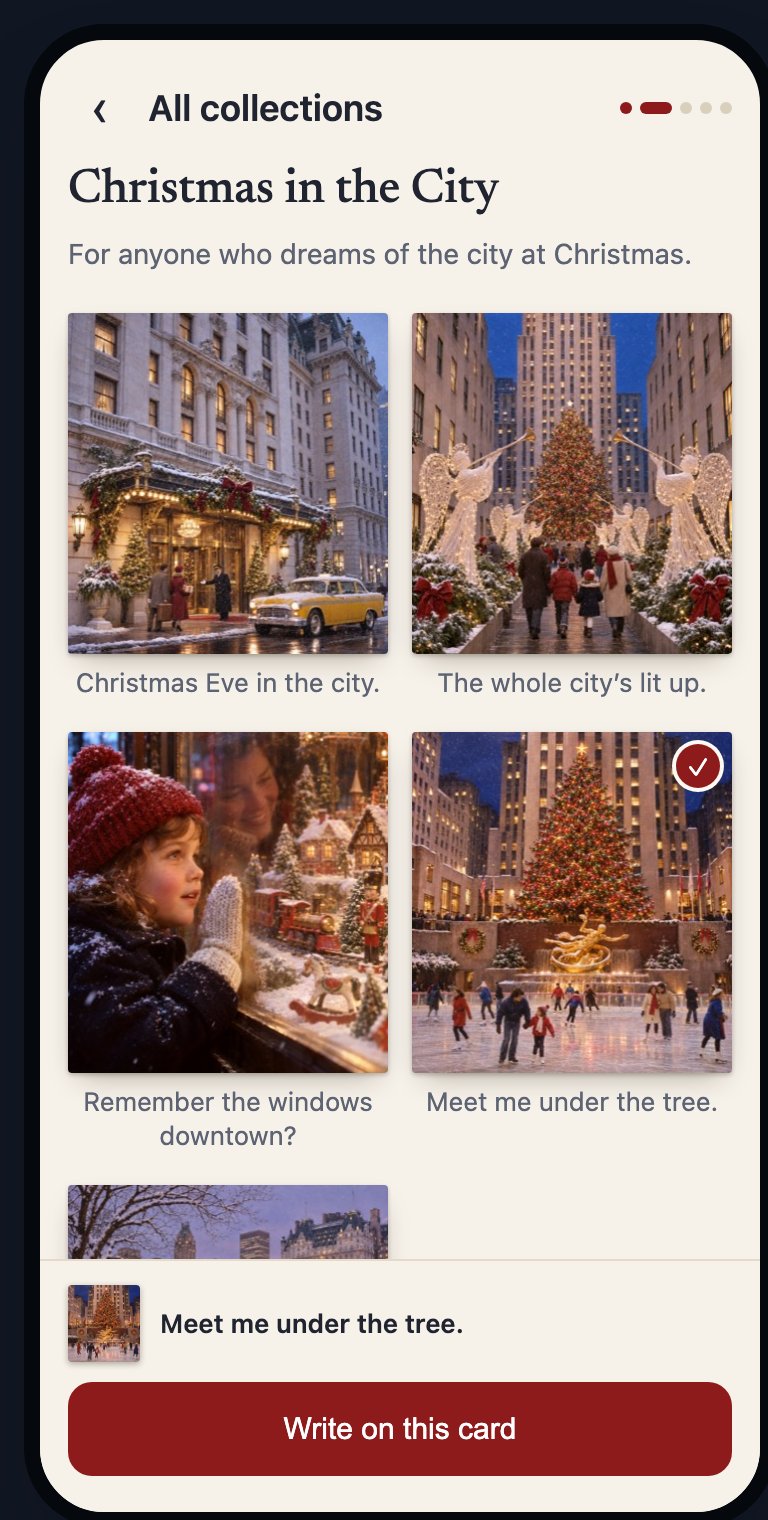 All collections
Christmas in the City
For anyone who dreams of the city at Christmas.
Christmas Eve in the city.
The whole city’s lit up.
Remember the windows
downtown?
Meet me under the tree.
Meet me under the tree.
Write on this card